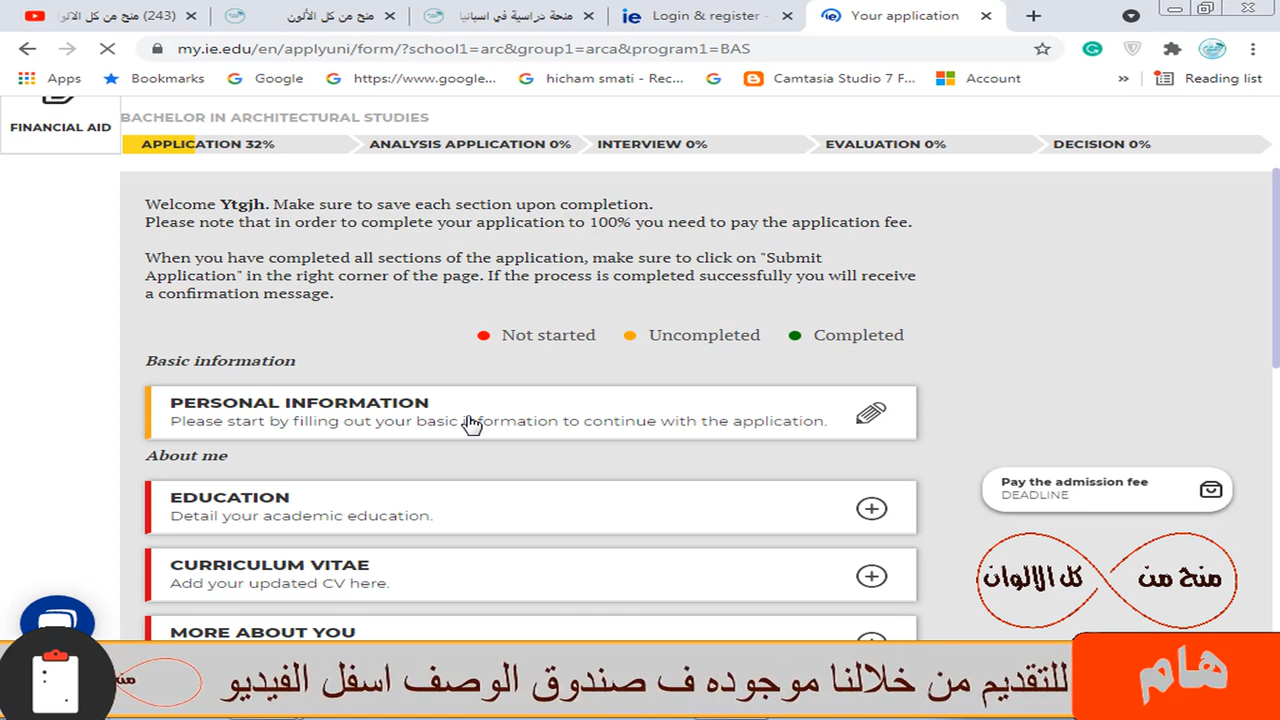 (243) منح من كل الالوا
منح من كل الألون
منحة دراسية في اسبانيا
Login & register -
Your application
my.ie.edu/en/applyuni/form/?school1=arc&group1=arca&program1=BAS
Apps
Bookmarks
Google
https://www.google...
hicham smati - Rec...
Camtasia Studio 7 F...
Account
»
Reading list
FINANCIAL AID
BACHELOR IN ARCHITECTURAL STUDIES
APPLICATION 32%
ANALYSIS APPLICATION 0%
INTERVIEW 0%
EVALUATION 0%
DECISION 0%
Welcome Ytgjh. Make sure to save each section upon completion.
Please note that in order to complete your application to 100% you need to pay the application fee.
When you have completed all sections of the application, make sure to click on "Submit
Application" in the right corner of the page. If the process is completed successfully you will receive
a confirmation message.
Not started
Uncompleted
Completed
Basic information
PERSONAL INFORMATION
Please start by filling out your basic information to continue with the application.
About me
EDUCATION
Detail your academic education.
CURRICULUM VITAE
Add your updated CV here.
MORE ABOUT YOU
Pay the admission fee
DEADLINE
منح من
كل الالوان
هام
للتقديم من خلالنا موجوده ف صندوق الوصف اسفل الفيديو